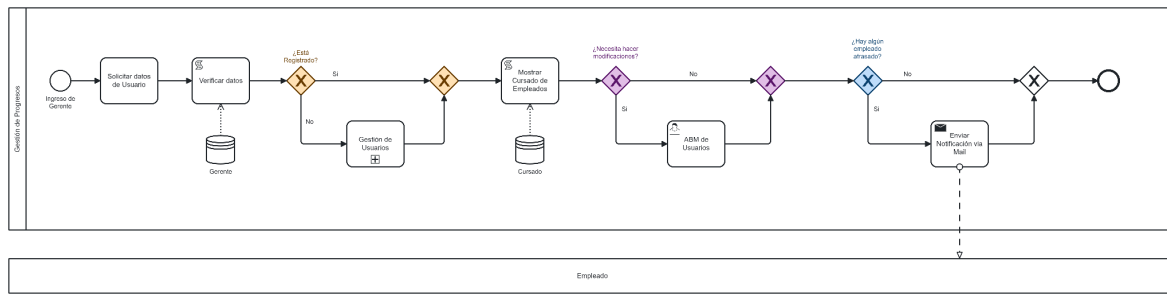 Gestión de Progresos
Ingreso de
Gerente
Solicitar datos
de Usuario
Verificar datos
Gerente
¿Está
Registrado?
Si
No
Gestión de
Usuarios
Mostrar
Cursado de
Empleados
Cursado
¿Necesita hacer
modificaciones?
No
Si
ABM de
Usuarios
¿Hay algún
empleado
atrasado?
No
Si
Enviar
Notificación via
Mail
Empleado